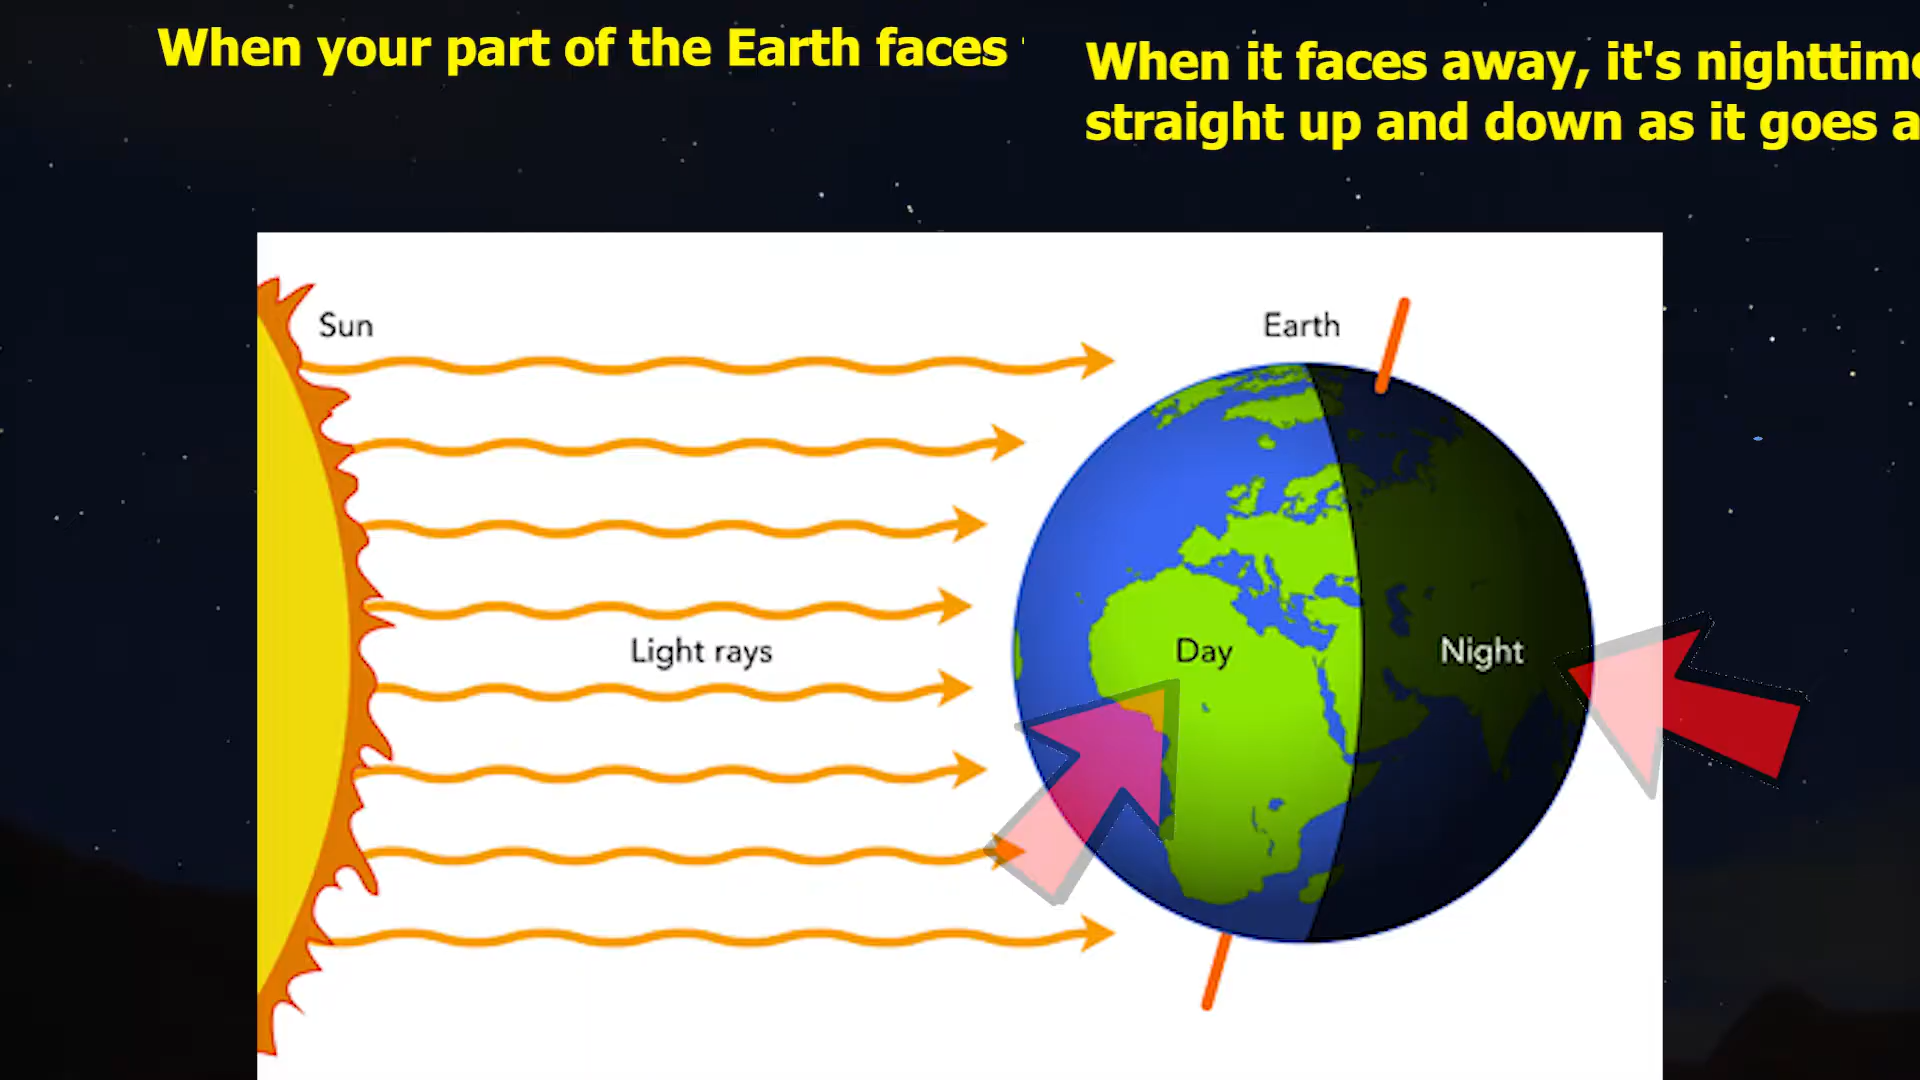 When your part of the Earth faces
When it faces away, it's nighttime
straight up and down as it goes a
Sun
Earth
Light rays
Day
Night